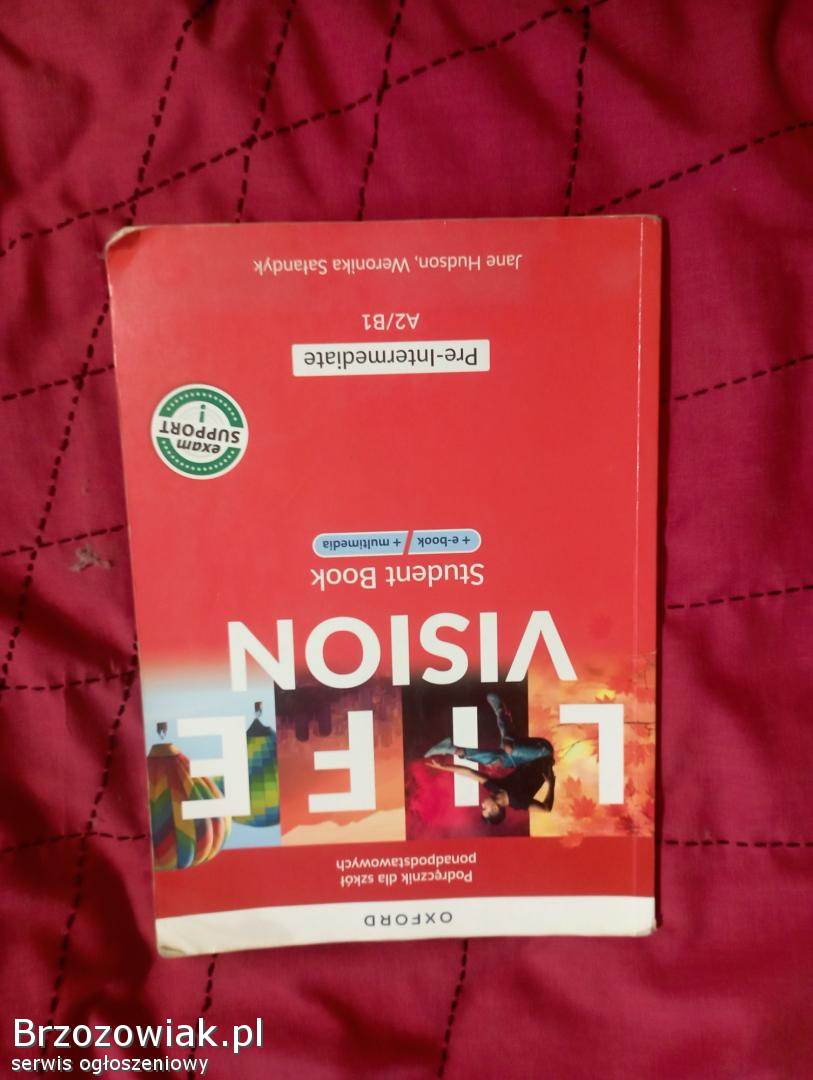 OXFORD
Podręcznik dla szkół
ponadpodstawowych
LIFE
VISION
Student Book
+ e-book / + multimedia
exam
SUPPORT
Pre-Intermediate
A2/B1
Jane Hudson, Weronika Sałandyk
Brzozowiak.pl
serwis ogłoszeniowy